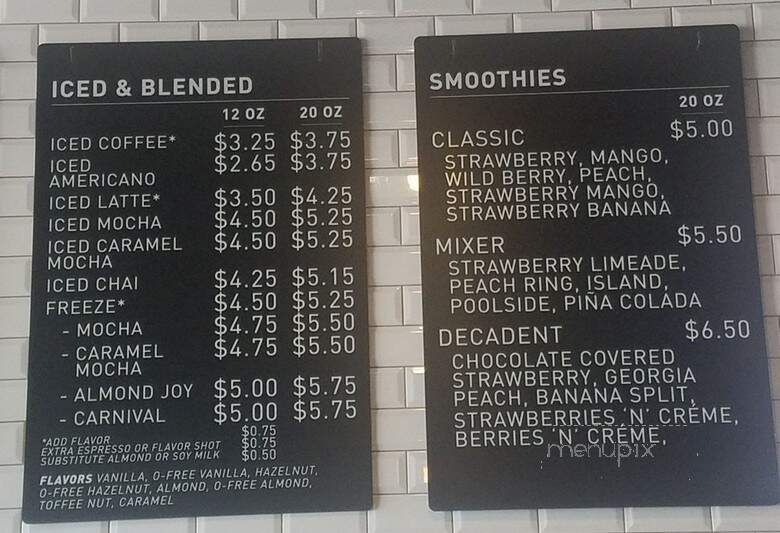 ICED & BLENDED
12 OZ 20 OZ
ICED COFFEE* $3.25 $3.75
ICED AMERICANO $2.65 $3.75
ICED LATTE* $3.50 $4.25
ICED MOCHA $4.50 $5.25
ICED CARAMEL MOCHA $4.50 $5.25
ICED CHAI $4.25 $5.15
FREEZE* $4.50 $5.25
- MOCHA $4.75 $5.50
- CARAMEL MOCHA $4.75 $5.50
- ALMOND JOY $5.00 $5.75
- CARNIVAL $5.00 $5.75
*ADD FLAVOR $0.75
EXTRA ESPRESSO OR FLAVOR SHOT $0.75
SUBSTITUTE ALMOND OR SOY MILK $0.50
FLAVORS VANILLA, 0-FREE VANILLA, HAZELNUT,
0-FREE HAZELNUT, ALMOND, 0-FREE ALMOND,
TOFFEE NUT, CARAMEL
SMOOTHIES
20 OZ
CLASSIC $5.00
STRAWBERRY, MANGO,
WILD BERRY, PEACH,
STRAWBERRY MANGO,
STRAWBERRY BANANA
MIXER $5.50
STRAWBERRY LIMEADE,
PEACH RING, ISLAND,
POOLSIDE, PIÑA COLADA
DECADENT $6.50
CHOCOLATE COVERED
STRAWBERRY, GEORGIA
PEACH, BANANA SPLIT,
STRAWBERRIES 'N' CRÉME,
BERRIES 'N' CRÉME,
menupix